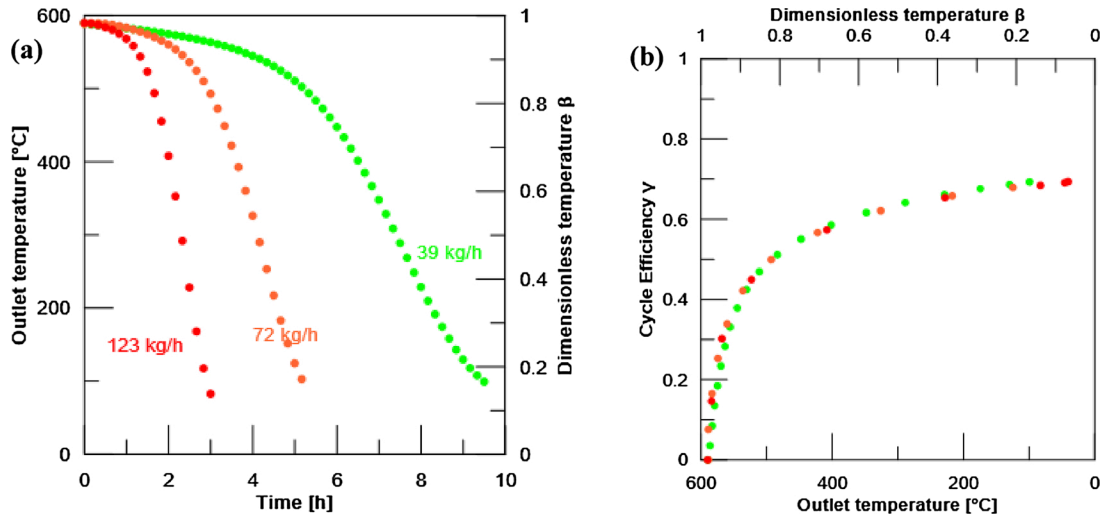 (a)
Outlet temperature [ºC]
600
400
200
0
0
2
4
6
8
10
Time [h]
1
0.8
0.6
0.4
0.2
0
Dimensionless temperature β
123 kg/h
72 kg/h
39 kg/h
(b)
Dimensionless temperature β
1
0.8
0.6
0.4
0.2
0
Cycle Efficiency γ
1
0.8
0.6
0.4
0.2
0
600
400
200
0
Outlet temperature [ºC]